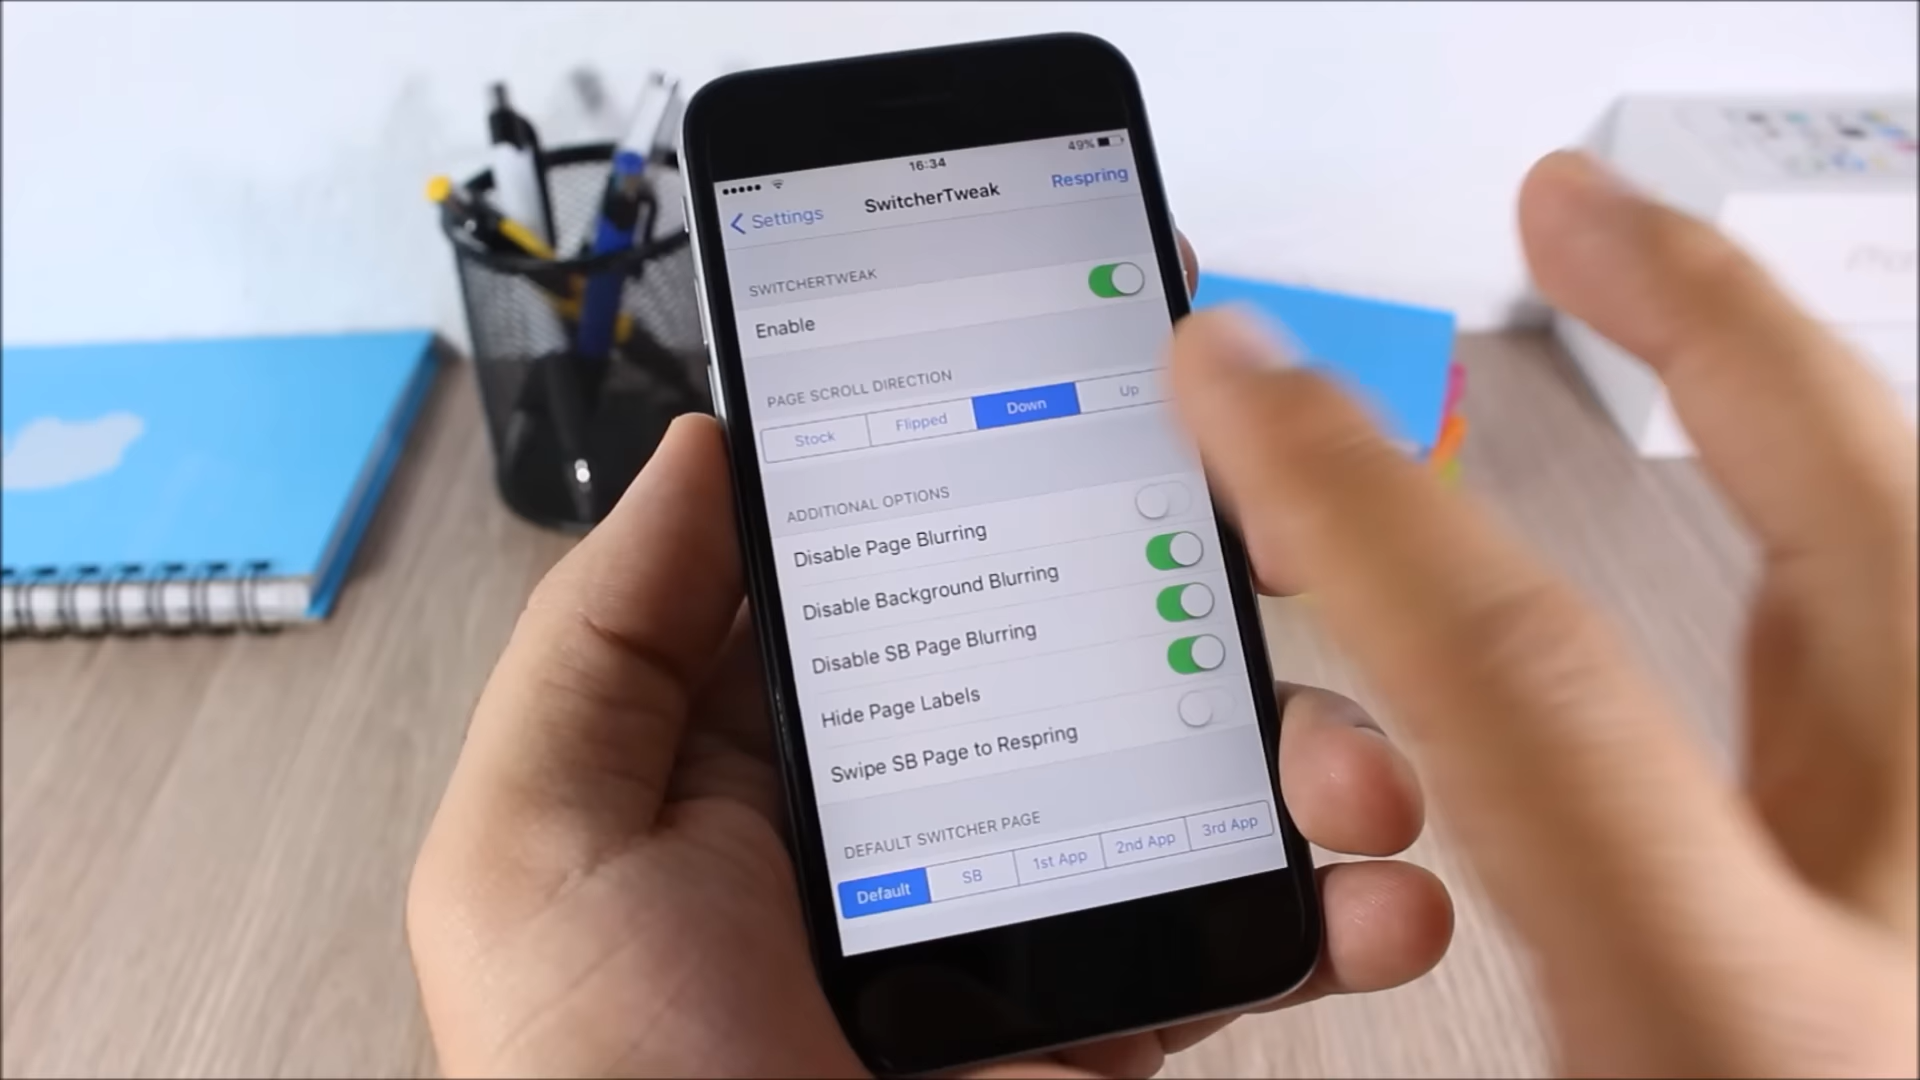 16:34
49%
Settings
SwitcherTweak
Respring
SWITCHERTWEAK
Enable
PAGE SCROLL DIRECTION
Stock
Flipped
Down
Up
ADDITIONAL OPTIONS
Disable Page Blurring
Disable Background Blurring
Disable SB Page Blurring
Hide Page Labels
Swipe SB Page to Respring
DEFAULT SWITCHER PAGE
Default
SB
1st App
2nd App
3rd App